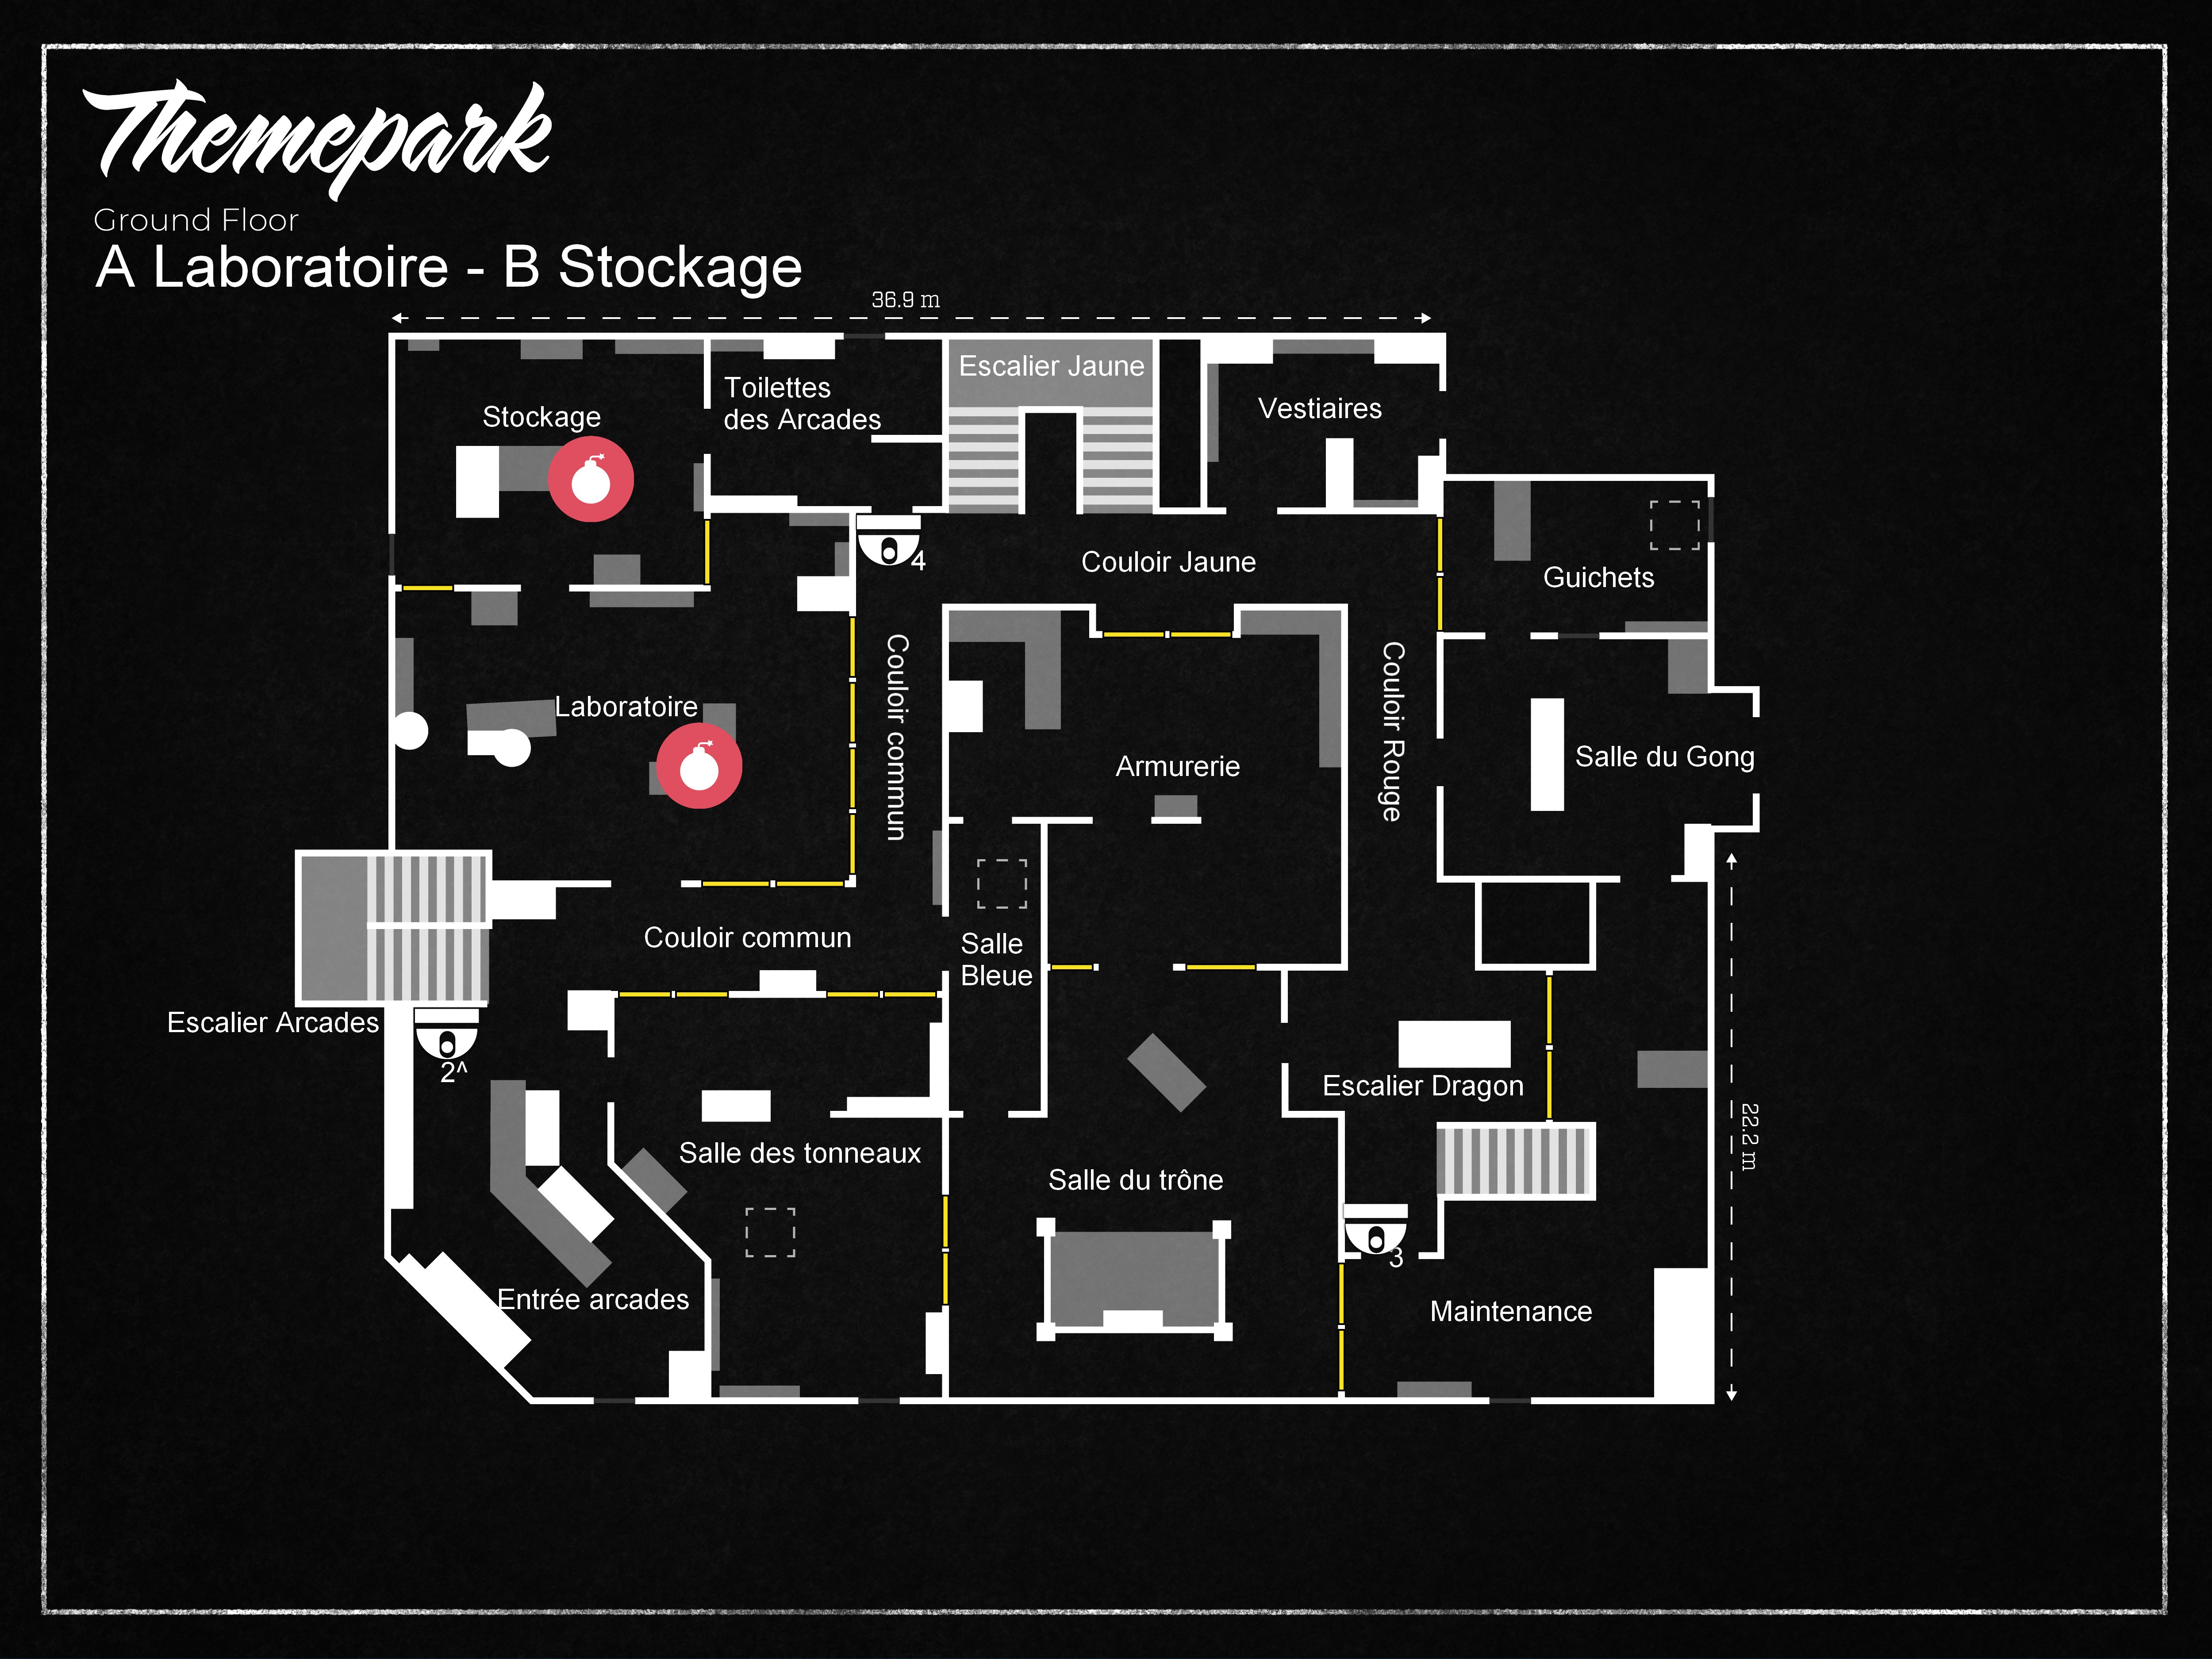 Themepark
Ground Floor
A Laboratoire - B Stockage
36.9 m
Escalier Jaune
Toilettes
des Arcades
Stockage
Vestiaires
4
Couloir Jaune
Guichets
Couloir commun
Couloir Rouge
Laboratoire
Armurerie
Salle du Gong
Couloir commun
Salle
Bleue
Escalier Arcades
2^
Escalier Dragon
22.2 m
Salle des tonneaux
Salle du trône
3
Entrée arcades
Maintenance